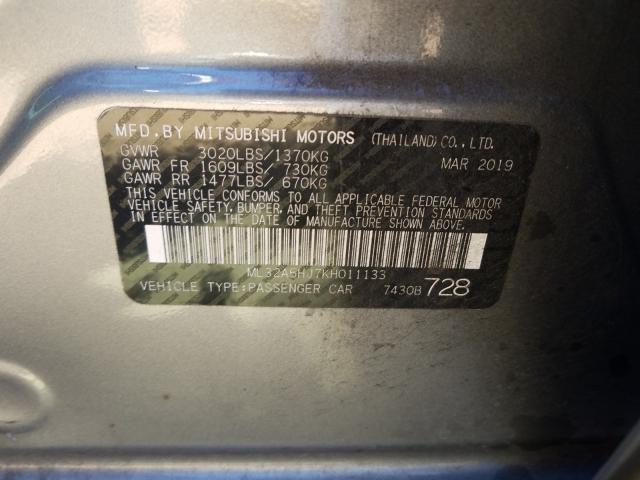 MFD.BY MITSUBISHI MOTORS (THAILAND)CO.,LTD.
GVWR 3020LBS/1370KG MAR 2019
GAWR FR 1609LBS/ 730KG
GAWR RR 1477LBS/ 670KG
THIS VEHICLE CONFORMS TO ALL APPLICABLE FEDERAL MOTOR
VEHICLE SAFETY,BUMPER,AND THEFT PREVENTION STANDARDS
IN EFFECT ON THE DATE OF MANUFACTURE SHOWN ABOVE.
ML32A5HJ7KH011133
VEHICLE TYPE:PASSENGER CAR 7430B 728